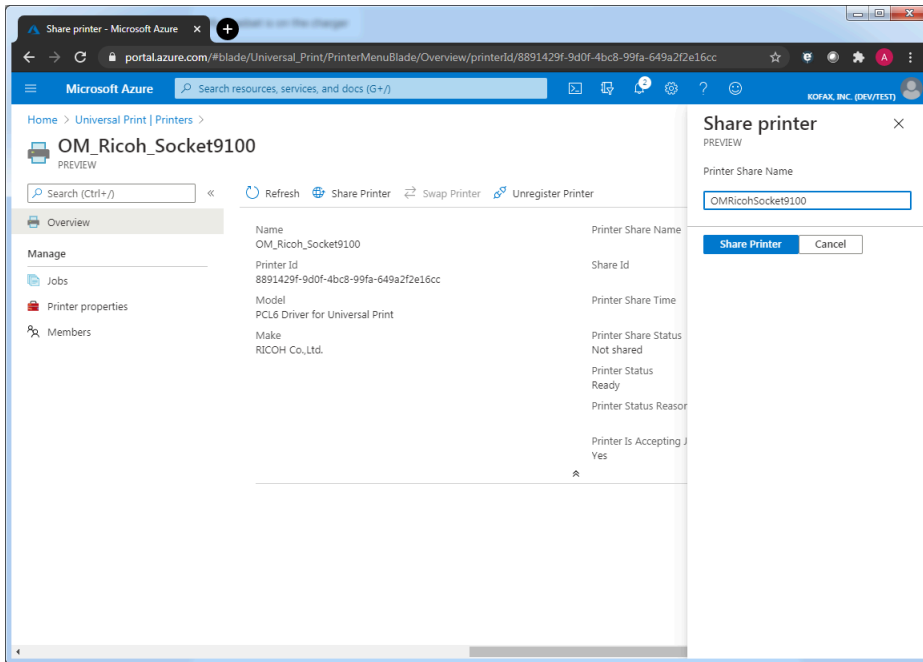 Share printer - Microsoft Azure
is on the charger
portal.azure.com/#blade/Universal_Print/PrinterMenuBlade/Overview/printerId/8891429f-9d0f-4bc8-99fa-649a2f2e16cc
A
Microsoft Azure
Search resources, services, and docs (G+/)
2
KOFAX, INC. (DEV/TEST)
Home > Universal Print | Printers >
OM_Ricoh_Socket9100
PREVIEW
Search (Ctrl+/)
«
Refresh
Share Printer
Swap Printer
Unregister Printer
Overview
Manage
Jobs
Printer properties
Members
Name
OM_Ricoh_Socket9100
Printer Id
8891429f-9d0f-4bc8-99fa-649a2f2e16cc
Model
PCL6 Driver for Universal Print
Make
RICOH Co.,Ltd.
Printer Share Name
Share Id
Printer Share Time
Printer Share Status
Not shared
Printer Status
Ready
Printer Status Reasor
Printer Is Accepting J
Yes
Share printer
PREVIEW
Printer Share Name
OMRicohSocket9100
Share Printer
Cancel